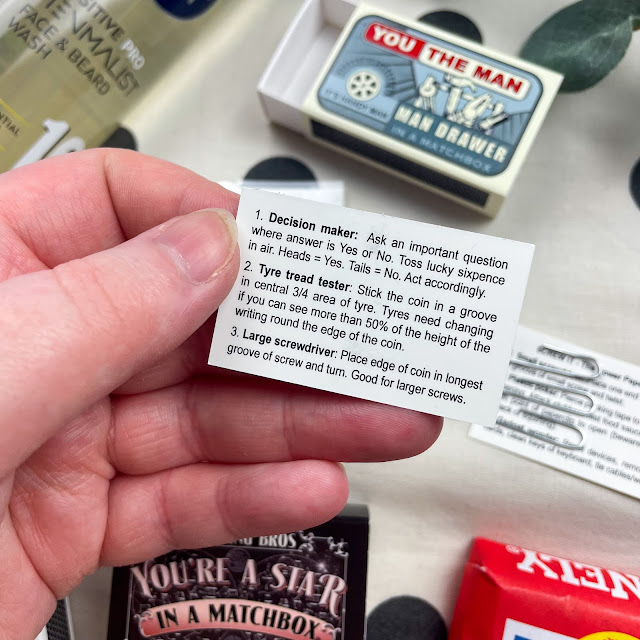 PRO
FACE & BEARD
WASH
YOU THE MAN
MAN DRAWER
IN A MATCHBOX
1. Decision maker: Ask an important question
where answer is Yes or No. Toss lucky sixpence
in air. Heads = Yes. Tails = No. Act accordingly.
2. Tyre tread tester: Stick the coin in a groove
in central 3/4 area of tyre. Tyres need changing
if you can see more than 50% of the height of the
writing round the edge of the coin.
3. Large screwdriver: Place edge of coin in longest
groove of screw and turn. Good for larger screws.
BROS
YOU'RE A STAR
IN A MATCHBOX